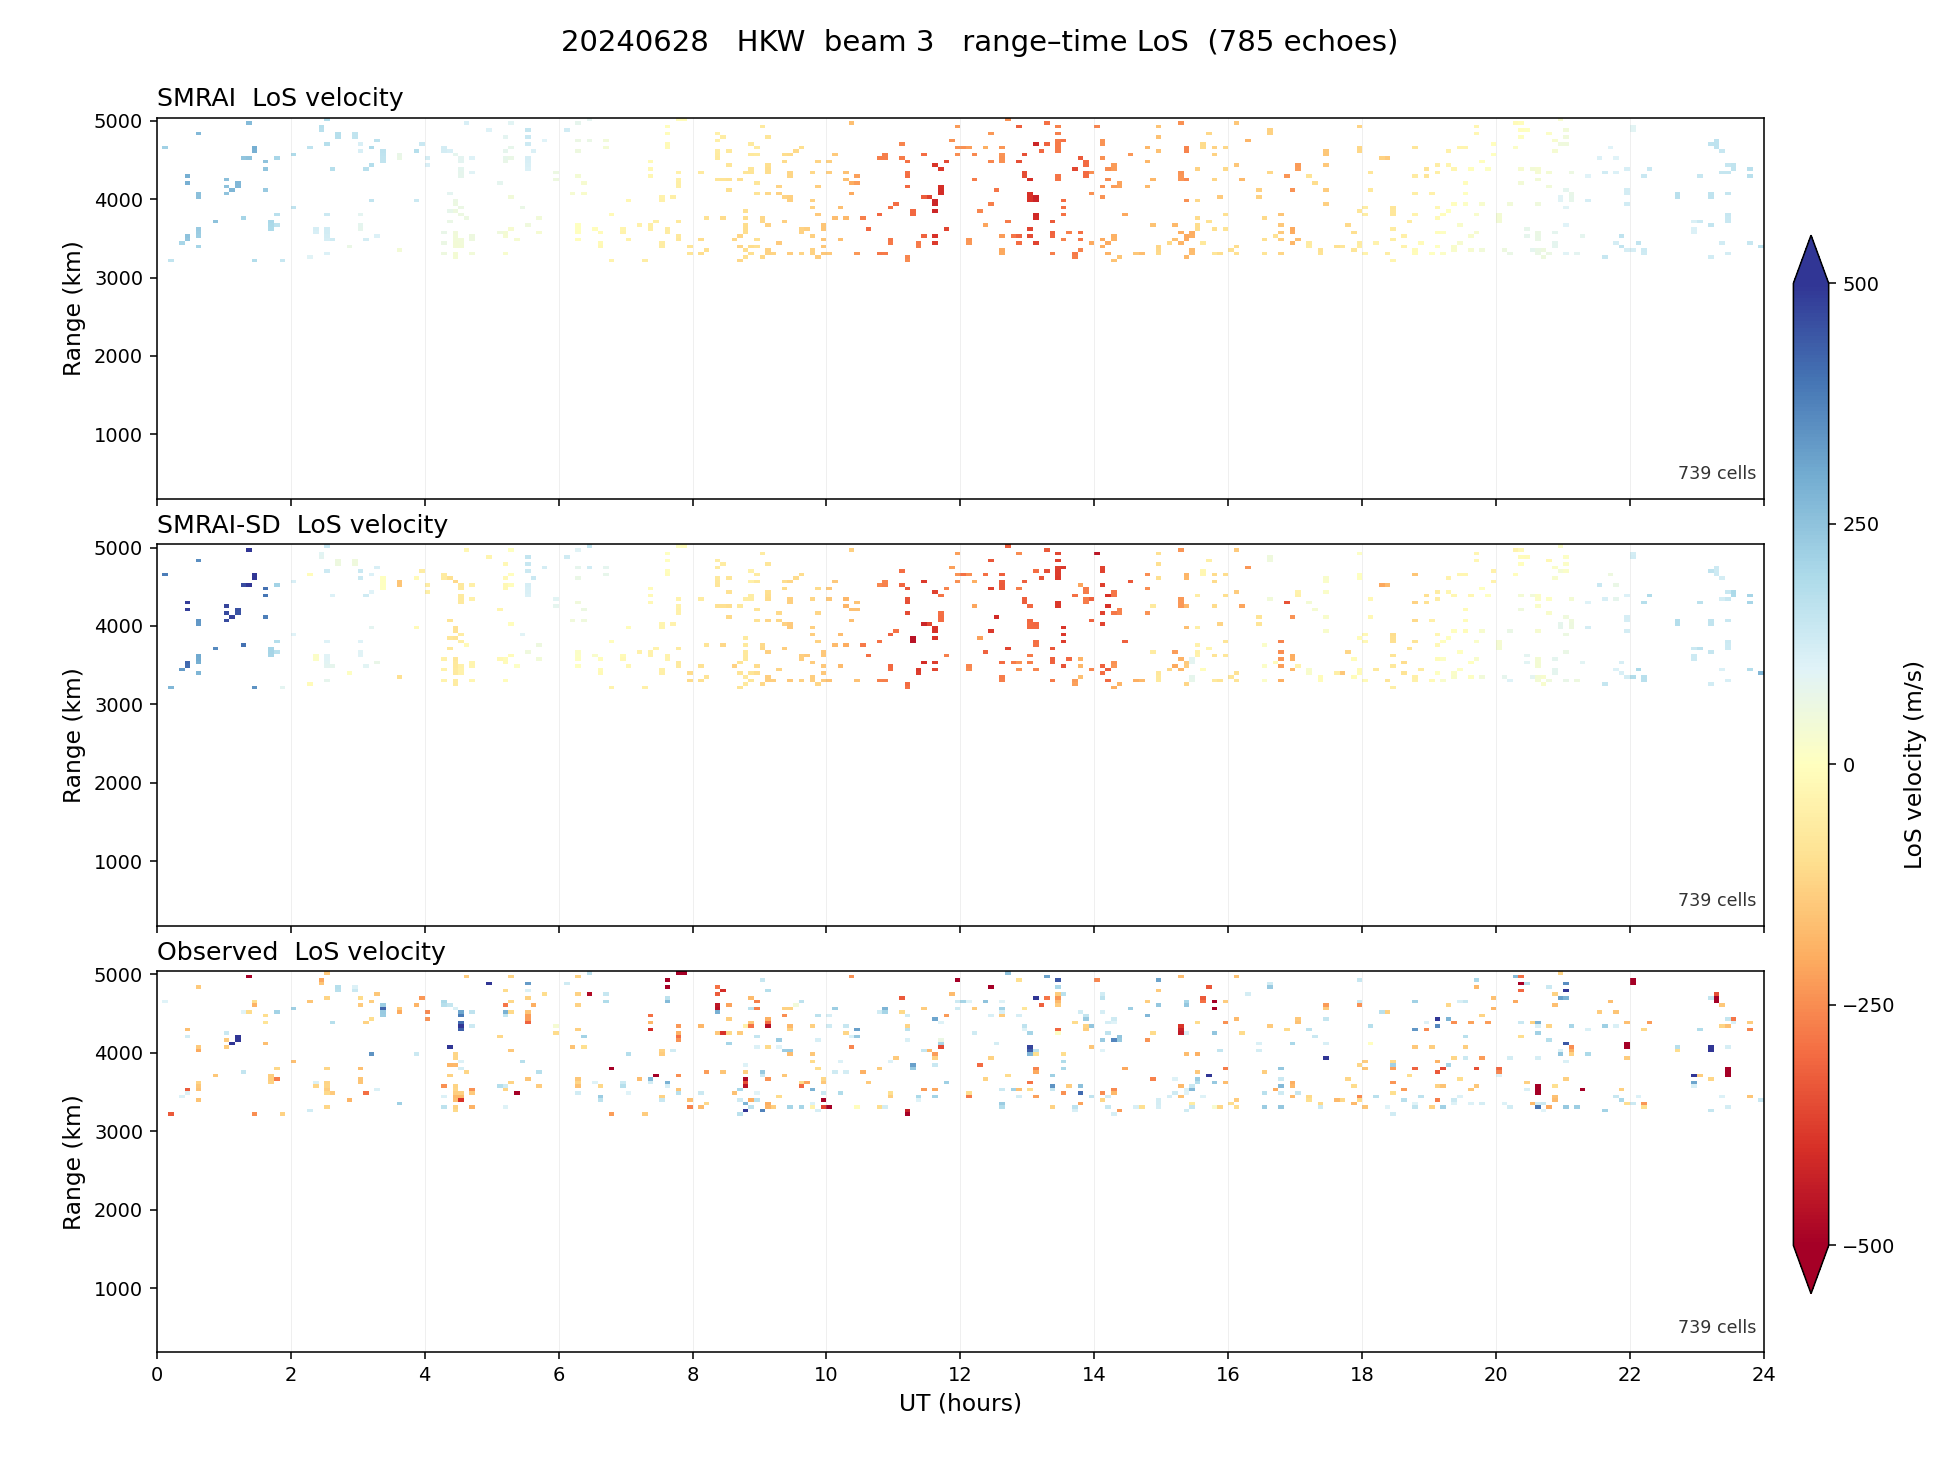 20240628   HKW  beam 3   range–time LoS  (785 echoes)
SMRAI  LoS velocity
5000
4000
3000
2000
1000
Range (km)
739 cells
SMRAI-SD  LoS velocity
5000
4000
3000
2000
1000
Range (km)
739 cells
Observed  LoS velocity
5000
4000
3000
2000
1000
Range (km)
739 cells
0 2 4 6 8 10 12 14 16 18 20 22 24
UT (hours)
500
250
0
−250
−500
LoS velocity (m/s)